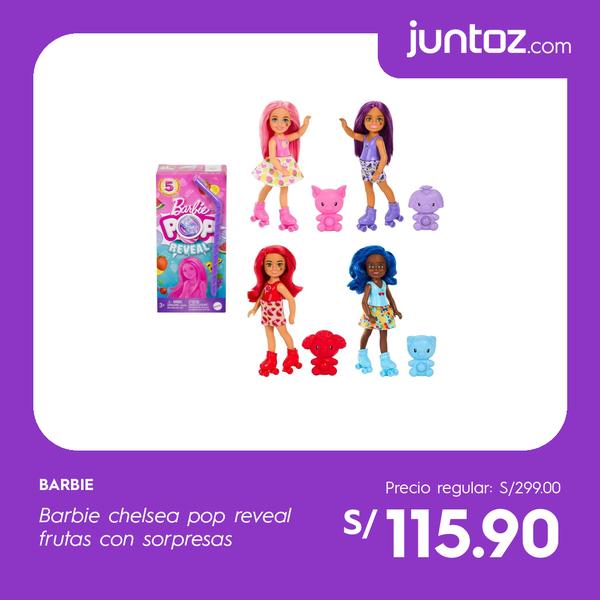 juntoz.com
5
Barbie
POP
REVEAL
3+
BARBIE
Precio regular: S/299.00
Barbie chelsea pop reveal
frutas con sorpresas
S/115.90